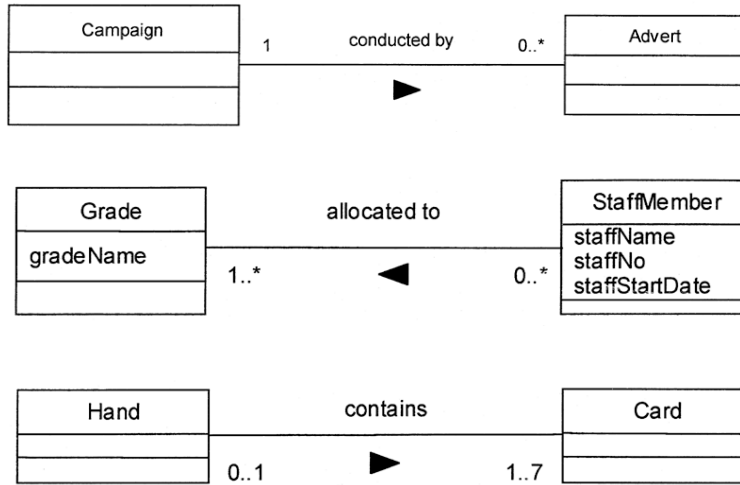 Campaign
1 conducted by 0..*
Advert
Grade
gradeName
allocated to
1..* 0..*
StaffMember
staffName
staffNo
staffStartDate
Hand
contains
0..1 1..7
Card